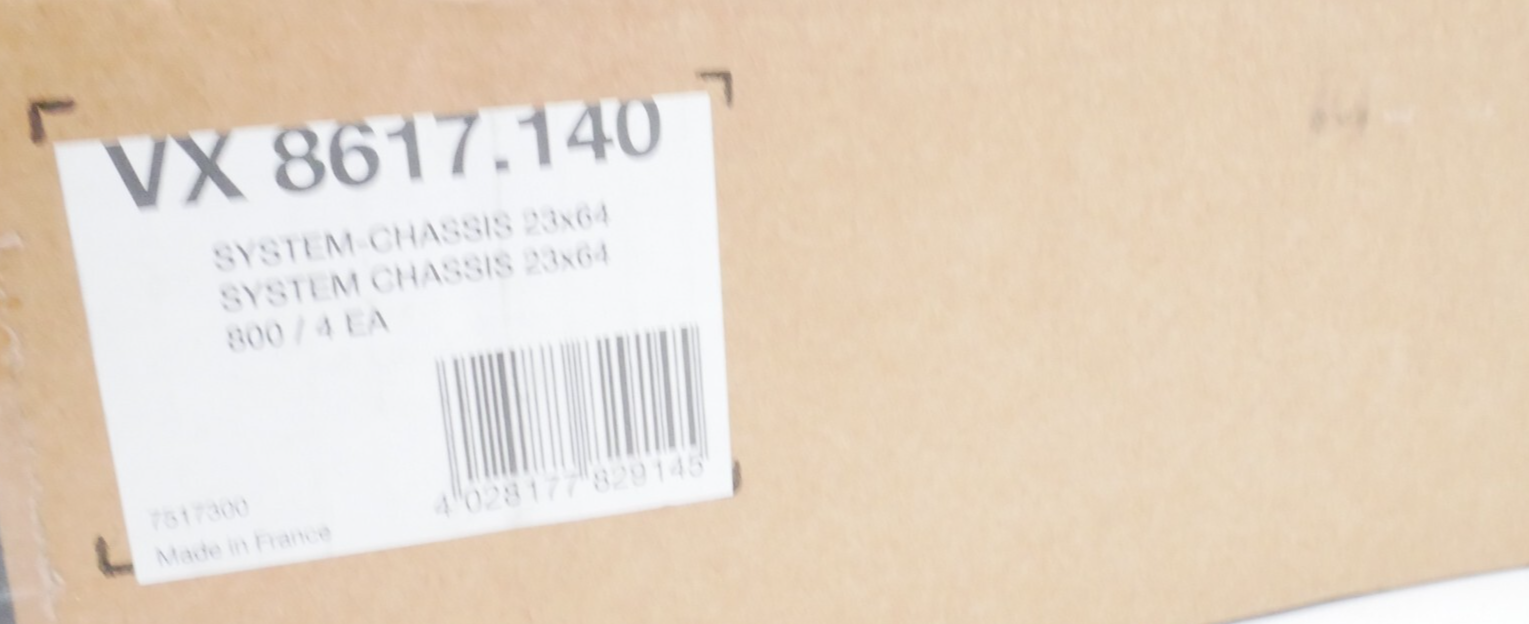 VX 8617.140
SYSTEM-CHASSIS 23x64
SYSTEM CHASSIS 23x64
800 / 4 EA
4 028177 829145
7517300
Made in France